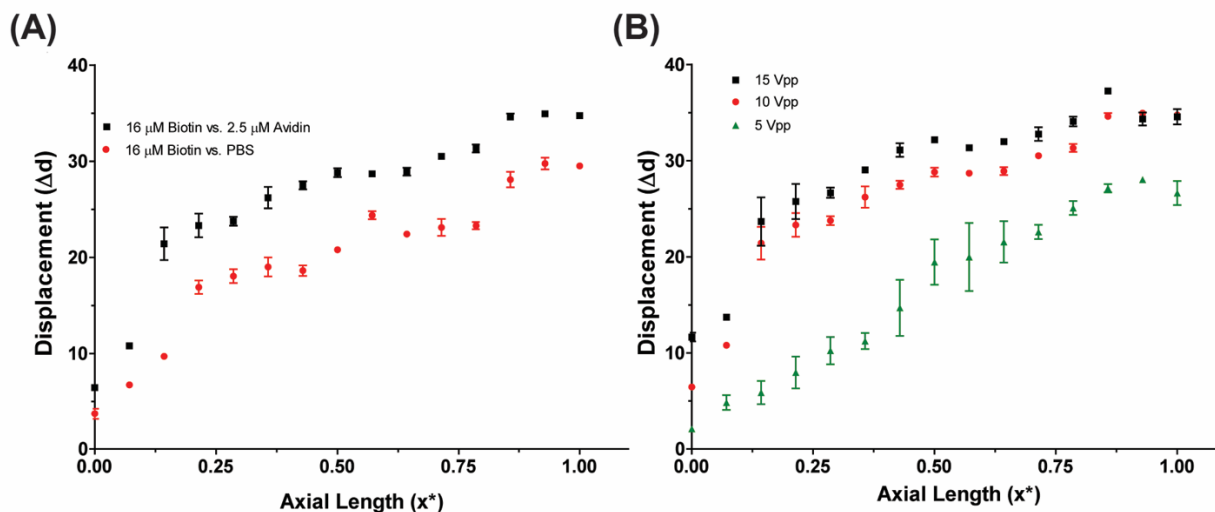 (A)
40
30
20
10
0
0.00 0.25 0.50 0.75 1.00
Displacement (Δd)
Axial Length (x*)
16 μM Biotin vs. 2.5 μM Avidin
16 μM Biotin vs. PBS
(B)
40
30
20
10
0
0.00 0.25 0.50 0.75 1.00
Displacement (Δd)
Axial Length (x*)
15 Vpp
10 Vpp
5 Vpp